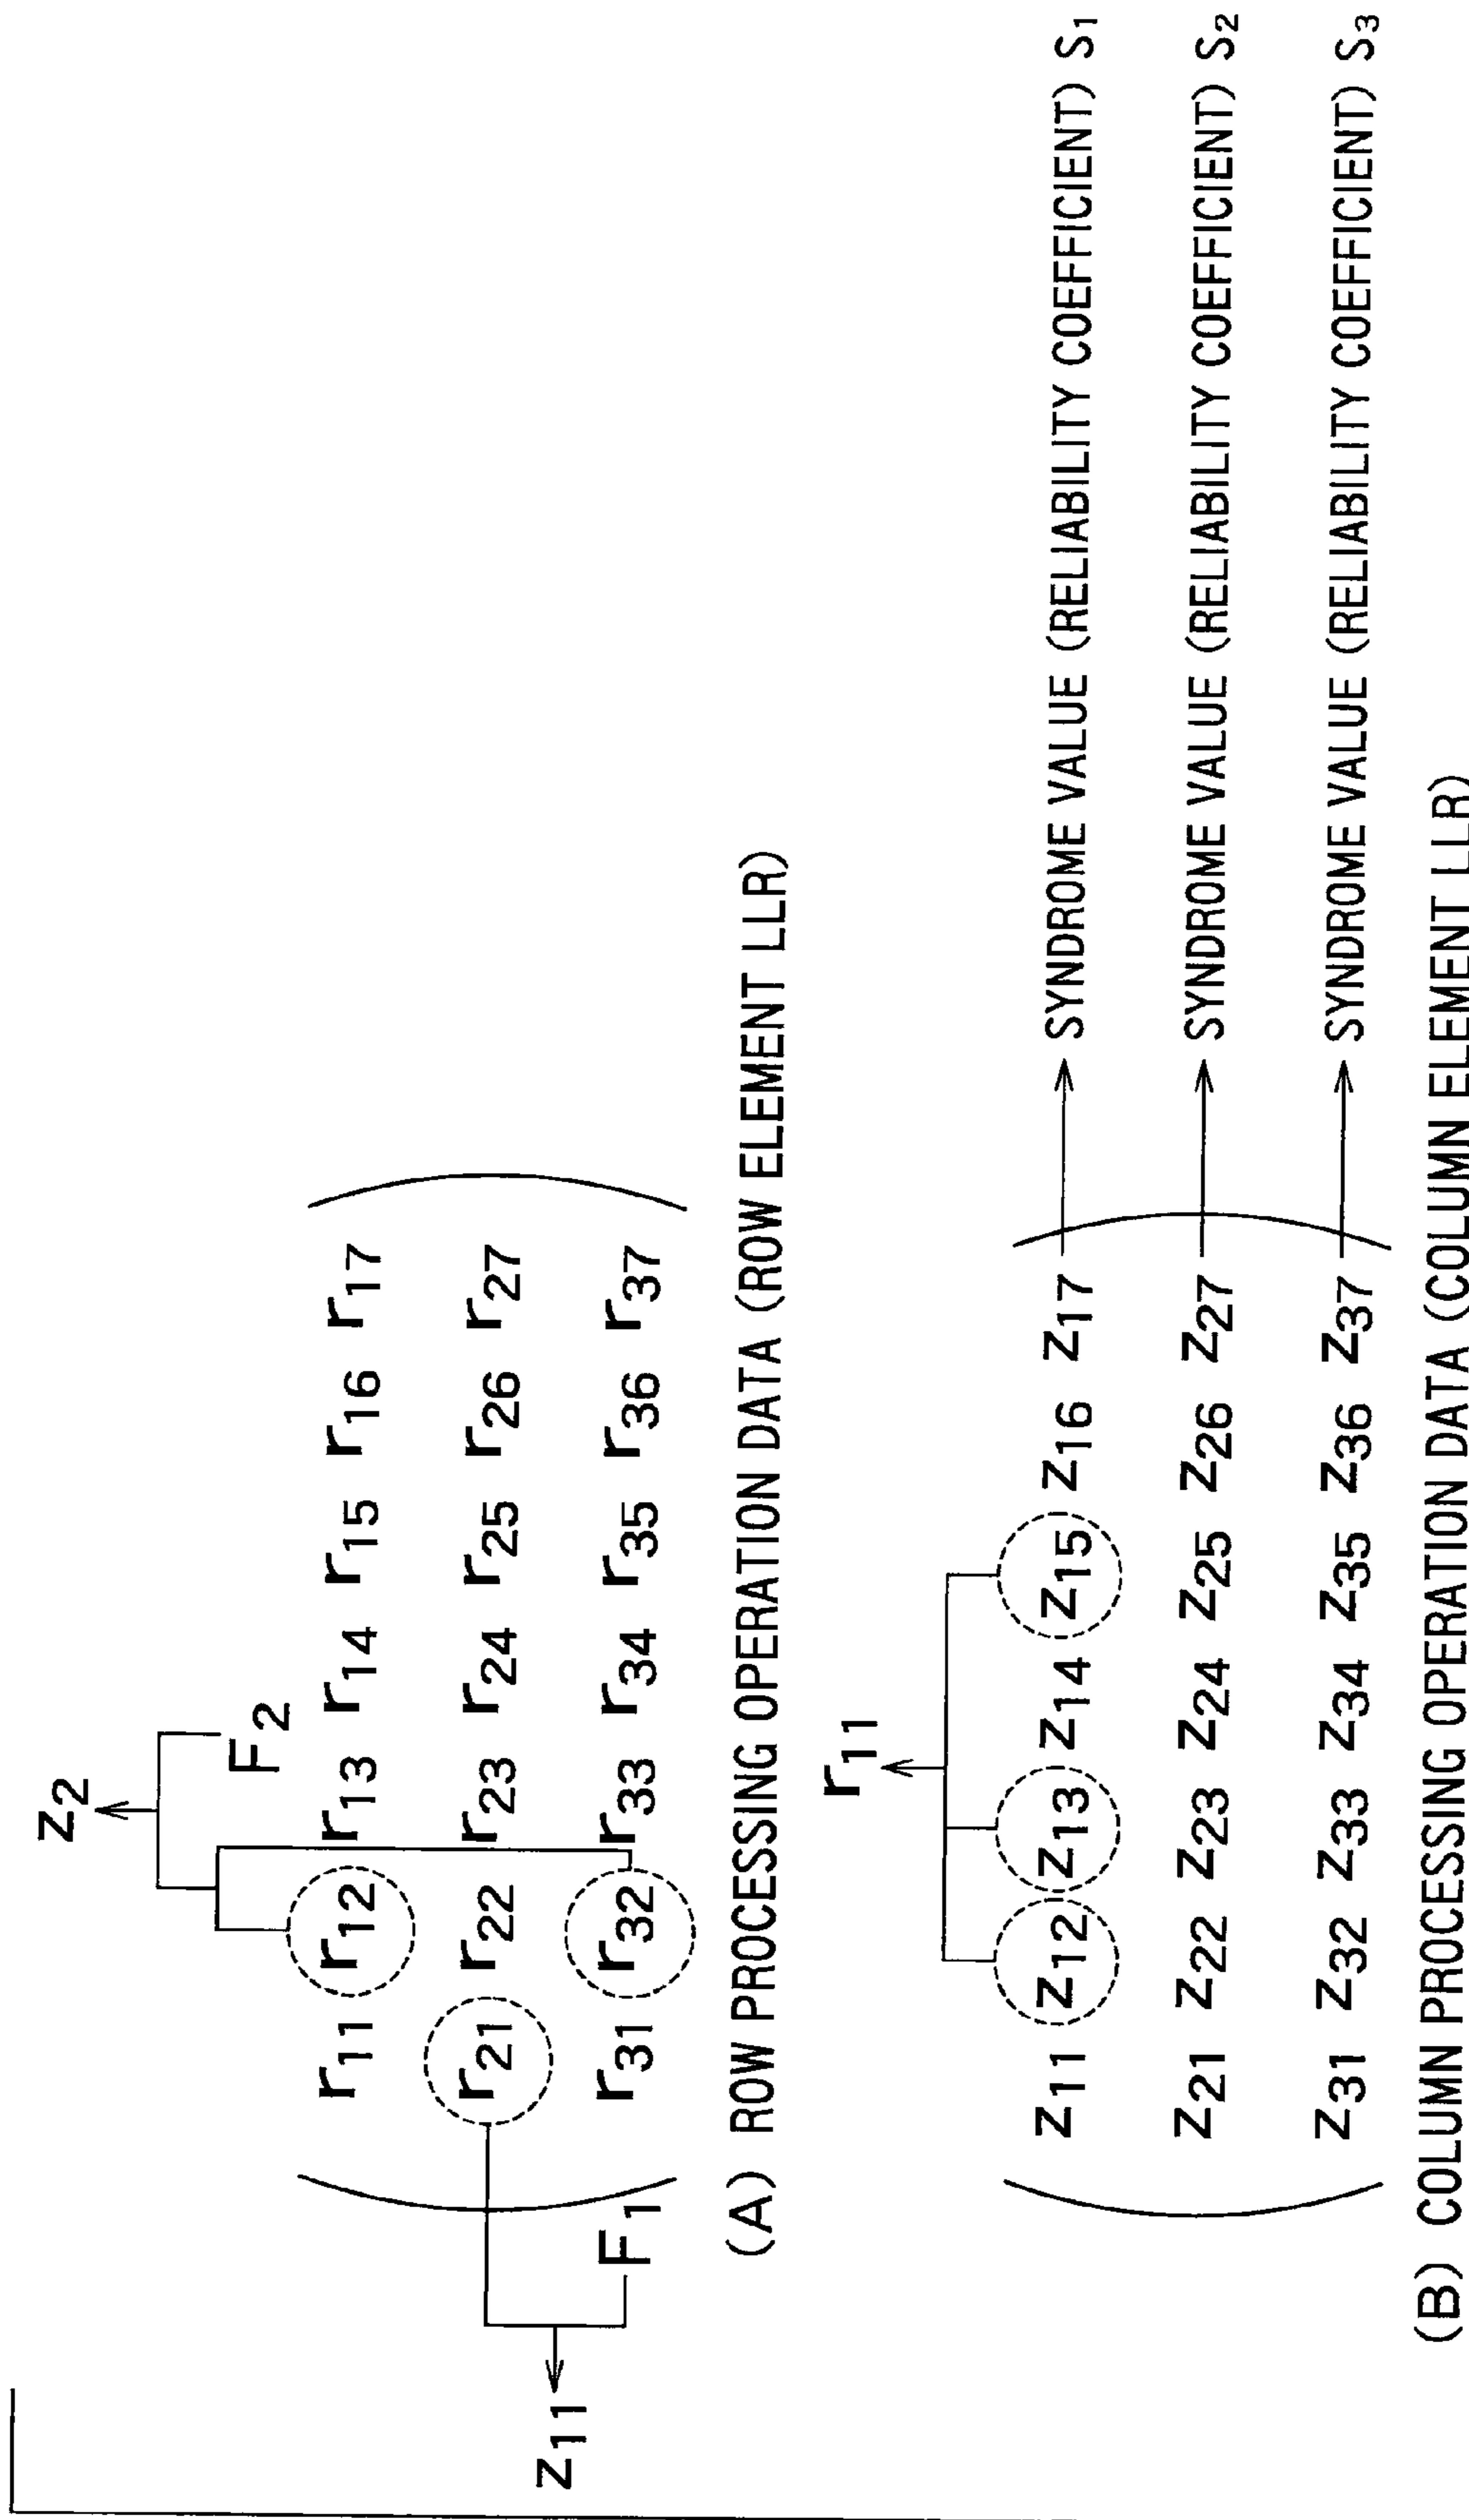 z2
F2
r11 r12 r13 r14 r15 r16 r17
z11
r21 r22 r23 r24 r25 r26 r27
F1
r31 r32 r33 r34 r35 r36 r37
(A) ROW PROCESSING OPERATION DATA (ROW ELEMENT LLR)
r11
z11 z12 z13 z14 z15 z16 z17 SYNDROME VALUE (RELIABILITY COEFFICIENT) S1
z21 z22 z23 z24 z25 z26 z27 SYNDROME VALUE (RELIABILITY COEFFICIENT) S2
z31 z32 z33 z34 z35 z36 z37 SYNDROME VALUE (RELIABILITY COEFFICIENT) S3
(B) COLUMN PROCESSING OPERATION DATA (COLUMN ELEMENT LLR)